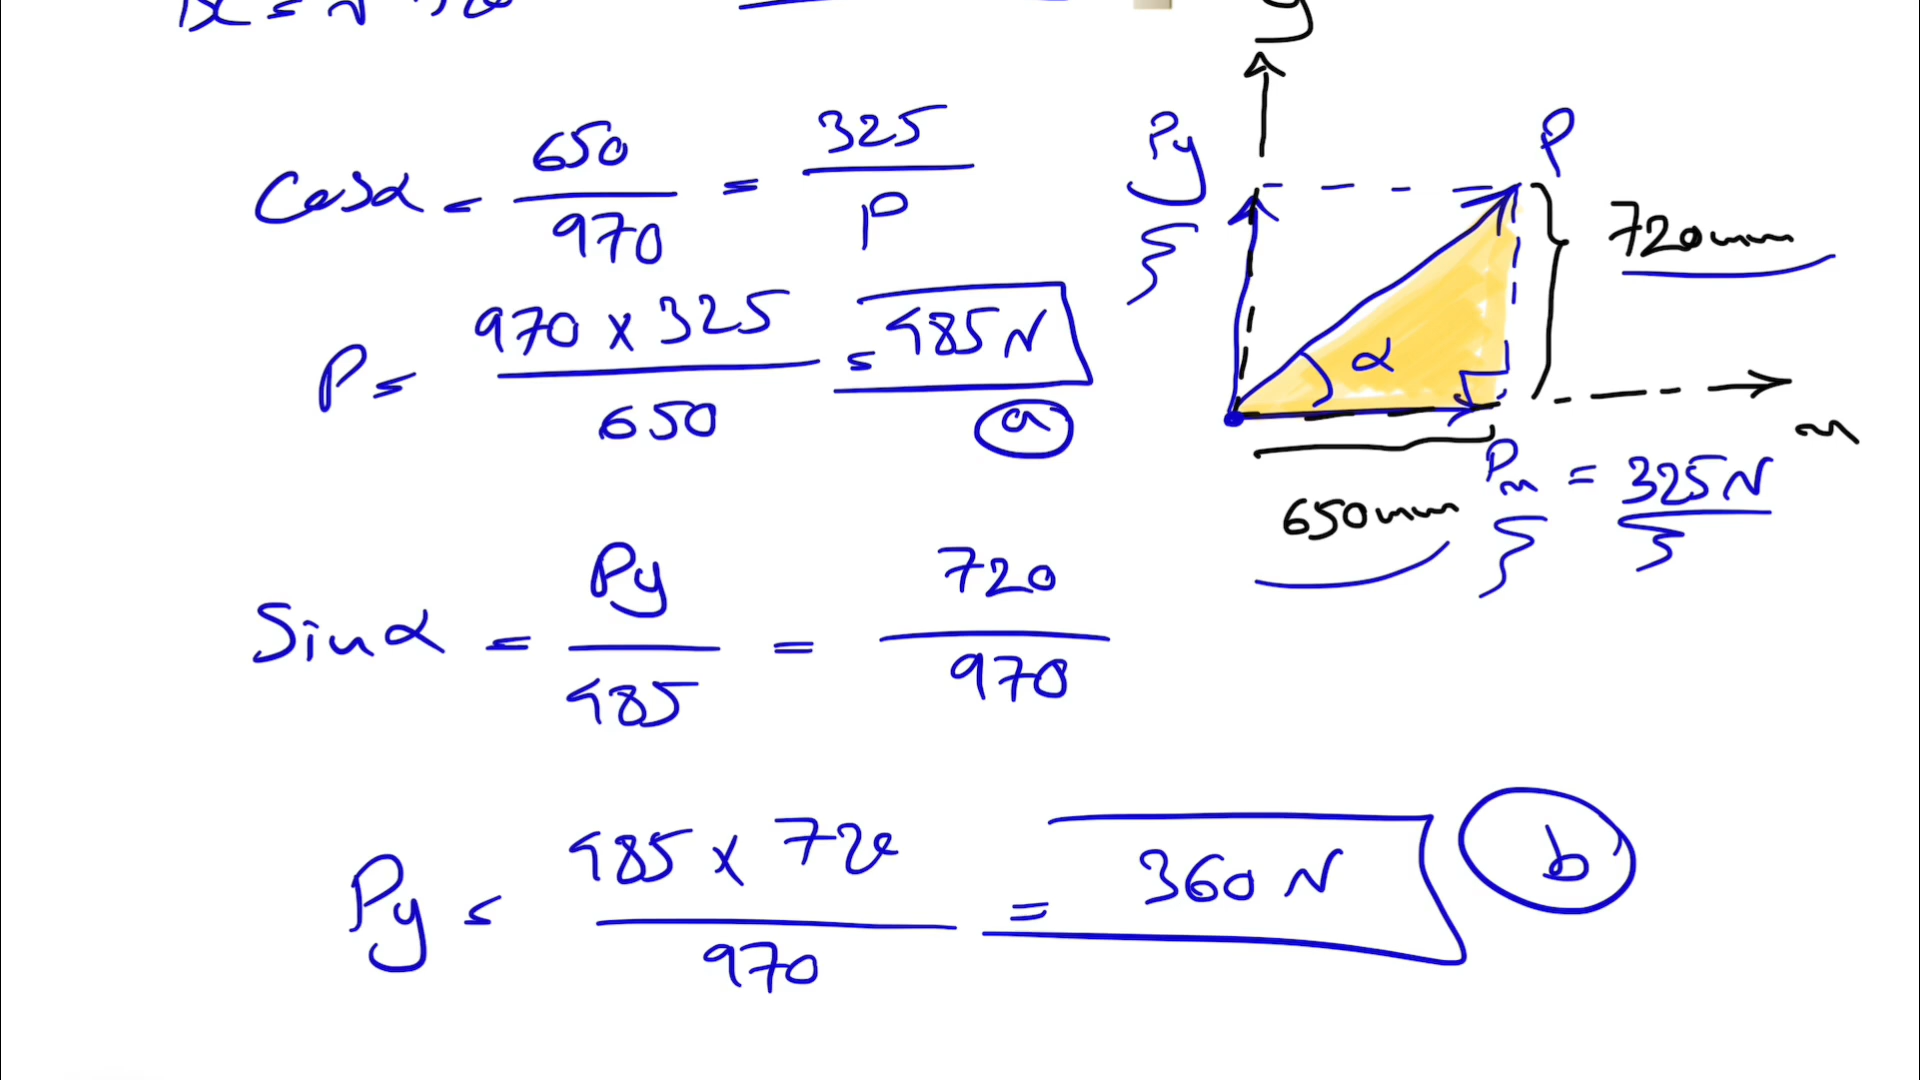 y
Cosα = 650 / 970 = 325 / P
P = 970 x 325 / 650 = 485 N
a
Sinα = Py / 485 = 720 / 970
Py = 485 x 720 / 970 = 360 N
b
Py
P
720mm
α
x
650mm
Px = 325 N